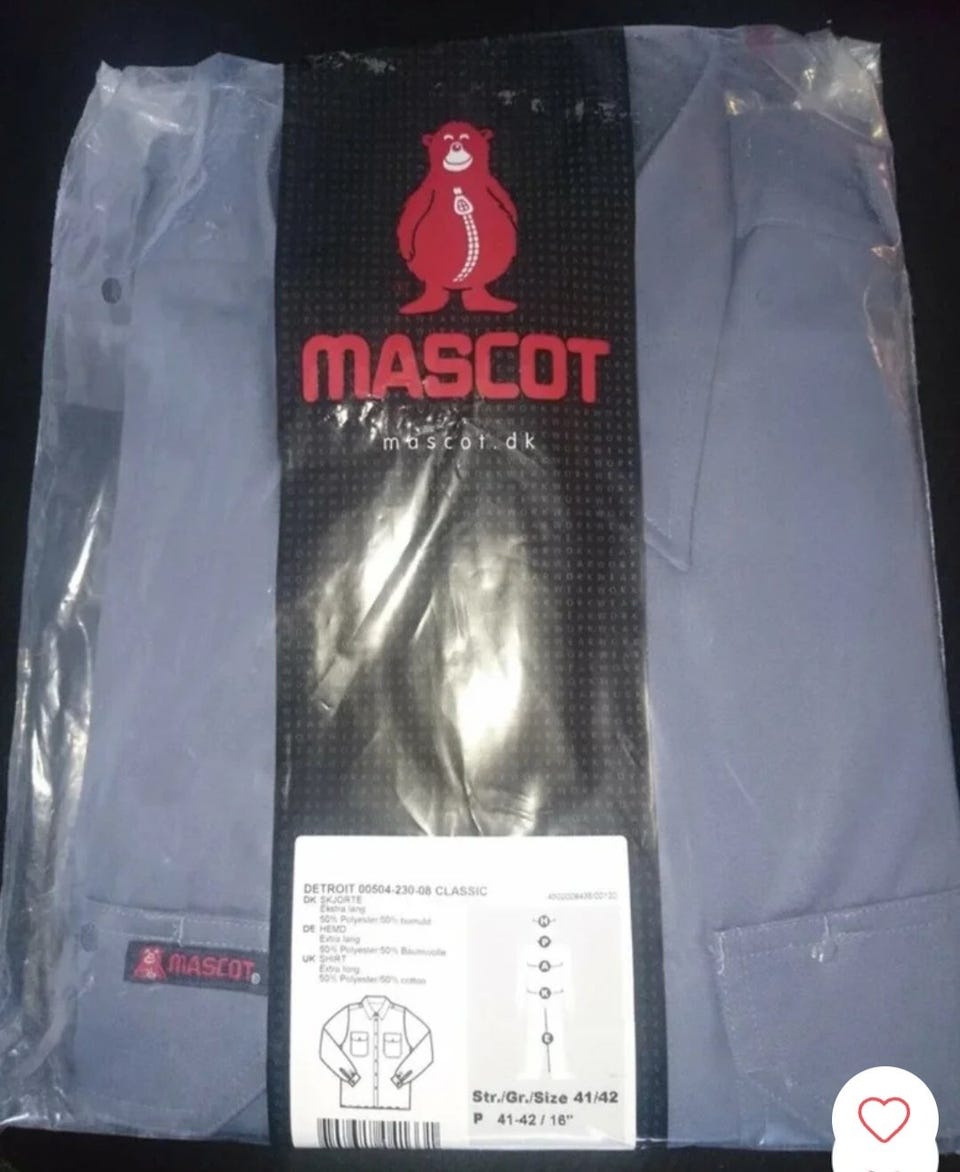 MASCOT
mascot.dk
DETROIT 00504-230-08 CLASSIC
DK SKJORTE
Ekstra lang
50% Polyester/50% bomuld
DE HEMD
Extra lang
50% Polyester/50% Baumwolle
UK SHIRT
Extra long
50% Polyester/50% cotton
H
P
A
K
E
Str./Gr./Size 41/42
P 41-42 / 16"
MASCOT®